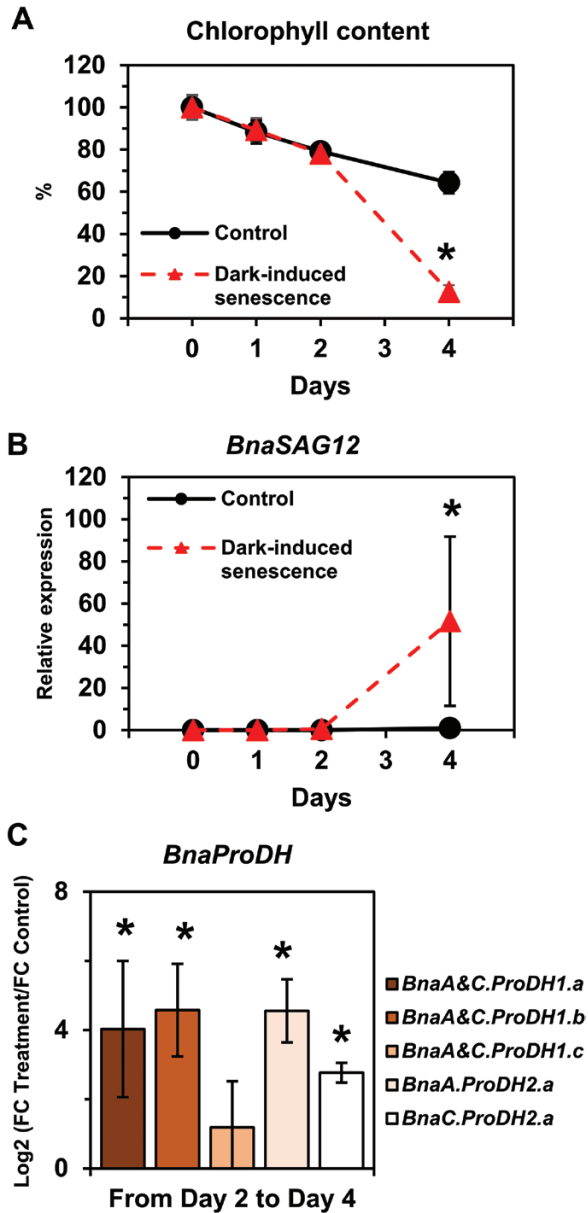 A
Chlorophyll content
120
100
80
60
40
20
0
%
Control
Dark-induced
senescence
*
0 1 2 3 4
Days
B
BnaSAG12
120
100
80
60
40
20
0
Relative expression
Control
Dark-induced
senescence
*
0 1 2 3 4
Days
C
BnaProDH
8
4
0
Log2 (FC Treatment/FC Control)
* * * *
BnaA&C.ProDH1.a
BnaA&C.ProDH1.b
BnaA&C.ProDH1.c
BnaA.ProDH2.a
BnaC.ProDH2.a
From Day 2 to Day 4